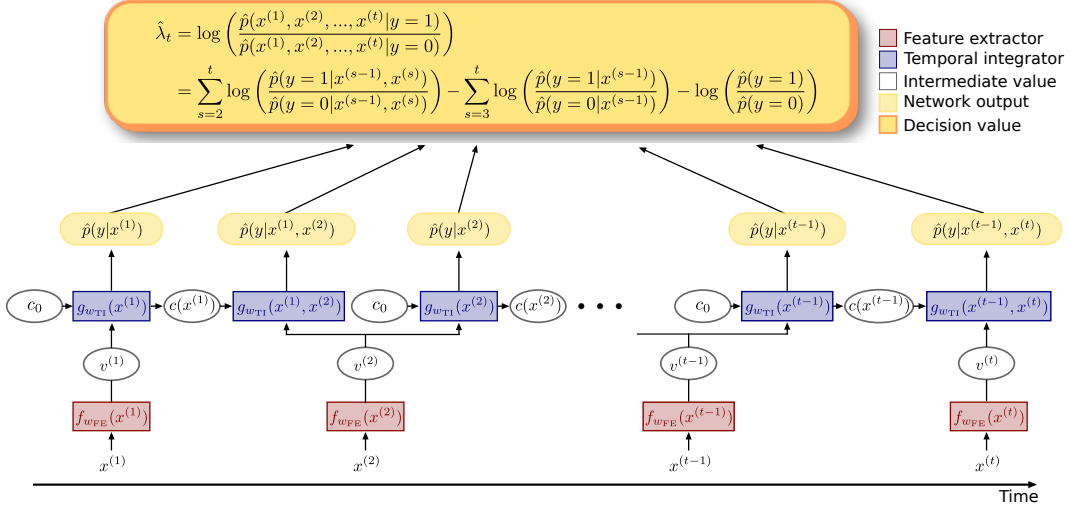 λ̂_t = log ( p̂(x^(1), x^(2), ..., x^(t)|y = 1) / p̂(x^(1), x^(2), ..., x^(t)|y = 0) )
= ∑_{s=2}^{t} log ( p̂(y = 1|x^(s−1), x^(s)) / p̂(y = 0|x^(s−1), x^(s)) ) − ∑_{s=3}^{t} log ( p̂(y = 1|x^(s−1)) / p̂(y = 0|x^(s−1)) ) − log ( p̂(y = 1) / p̂(y = 0) )
Feature extractor
Temporal integrator
Intermediate value
Network output
Decision value
p̂(y|x^(1)) p̂(y|x^(1), x^(2)) p̂(y|x^(2)) p̂(y|x^(t−1)) p̂(y|x^(t−1), x^(t))
c_0 g_{w_TI}(x^(1)) c(x^(1)) g_{w_TI}(x^(1), x^(2)) c_0 g_{w_TI}(x^(2)) c(x^(2)) • • • c_0 g_{w_TI}(x^(t−1)) c(x^(t−1)) g_{w_TI}(x^(t−1), x^(t))
v^(1) v^(2) v^(t−1) v^(t)
f_{w_FE}(x^(1)) f_{w_FE}(x^(2)) f_{w_FE}(x^(t−1)) f_{w_FE}(x^(t))
x^(1) x^(2) x^(t−1) x^(t)
Time